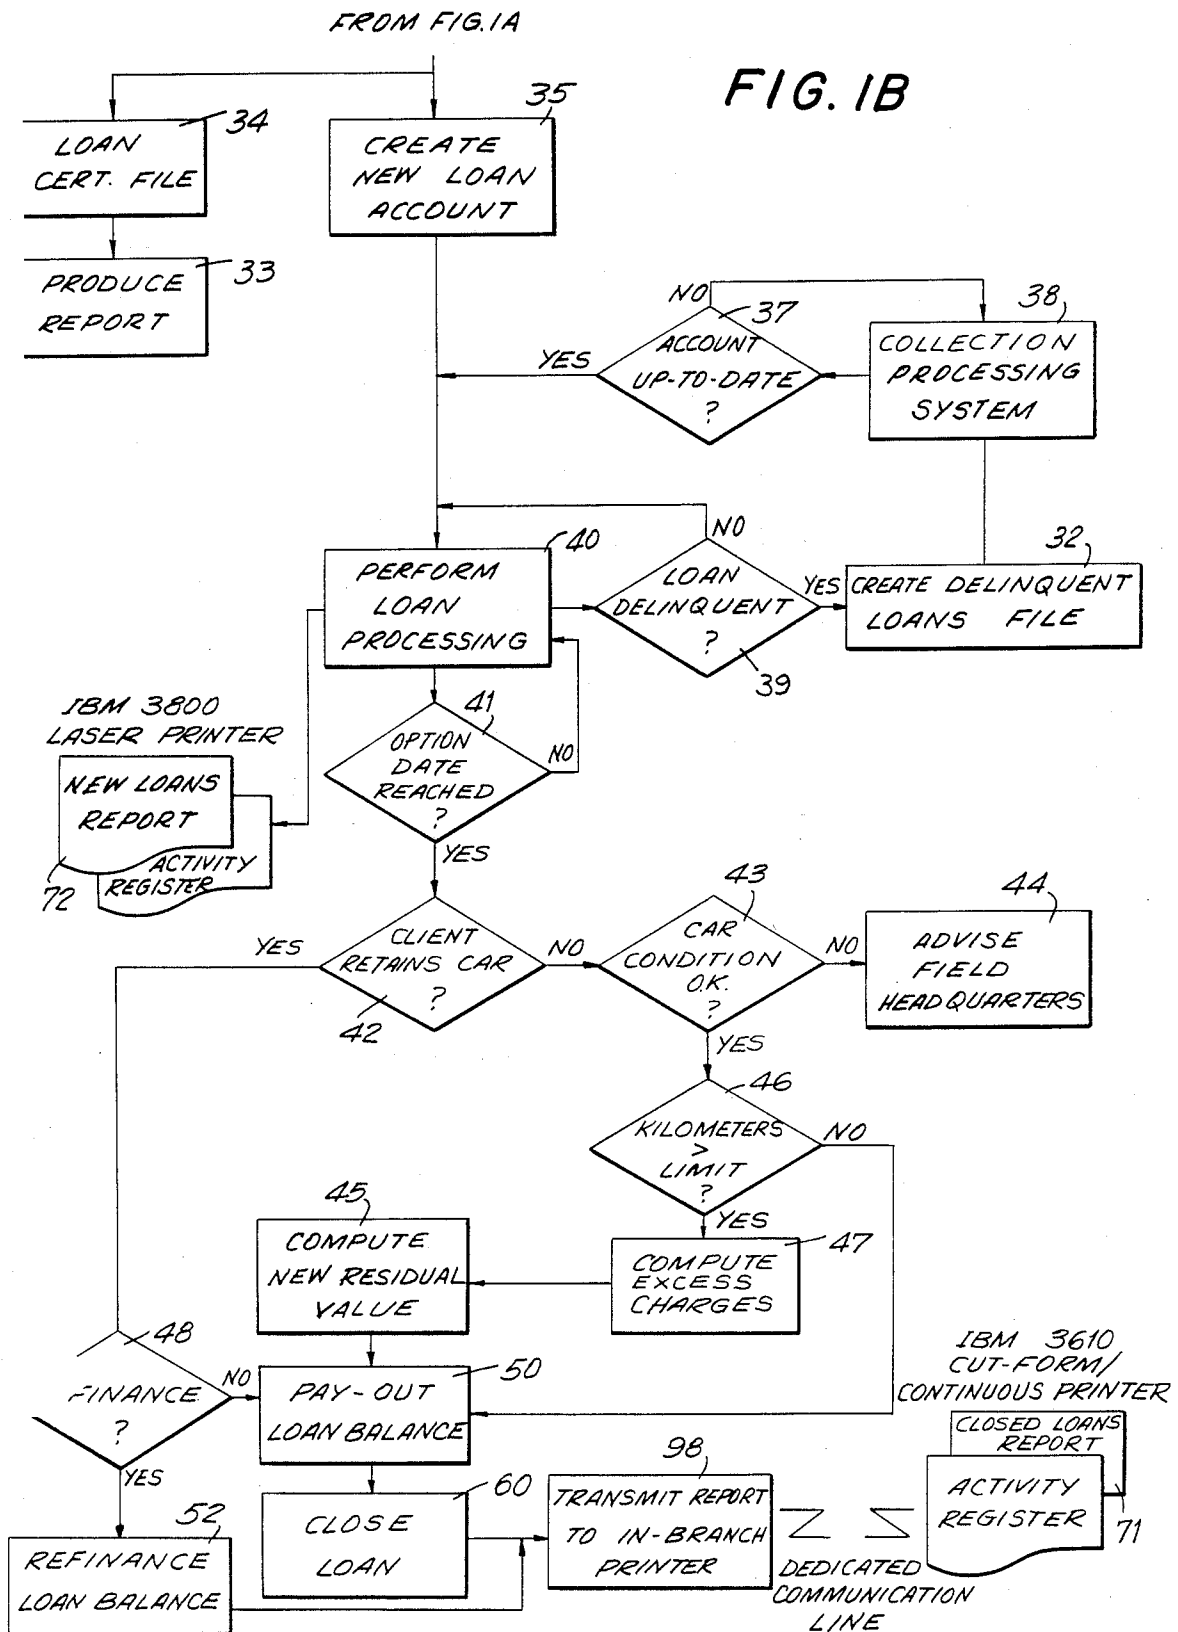 FROM FIG.1A
FIG. 1B
34
LOAN
CERT. FILE
35
CREATE
NEW LOAN
ACCOUNT
33
PRODUCE
REPORT
NO
37
ACCOUNT
UP-TO-DATE
?
YES
38
COLLECTION
PROCESSING
SYSTEM
40
PERFORM
LOAN
PROCESSING
NO
LOAN
DELINQUENT
?
39
YES
32
CREATE DELINQUENT
LOANS FILE
IBM 3800
LASER PRINTER
NEW LOANS
REPORT
ACTIVITY
REGISTER
72
41
OPTION
DATE
REACHED
?
NO
YES
YES
CLIENT
RETAINS CAR
?
42
NO
43
CAR
CONDITION
O.K.
?
NO
YES
44
ADVISE
FIELD
HEADQUARTERS
46
KILOMETERS
>
LIMIT
?
NO
YES
45
COMPUTE
NEW RESIDUAL
VALUE
47
COMPUTE
EXCESS
CHARGES
48
FINANCE
?
NO
YES
50
PAY-OUT
LOAN BALANCE
IBM 3610
CUT-FORM/
CONTINUOUS PRINTER
CLOSED LOANS
REPORT
ACTIVITY
REGISTER
71
60
CLOSE
LOAN
98
TRANSMIT REPORT
TO IN-BRANCH
PRINTER
DEDICATED
COMMUNICATION
LINE
52
REFINANCE
LOAN BALANCE